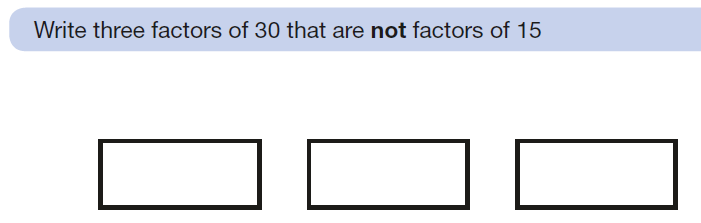 Write three factors of 30 that are not factors of 15